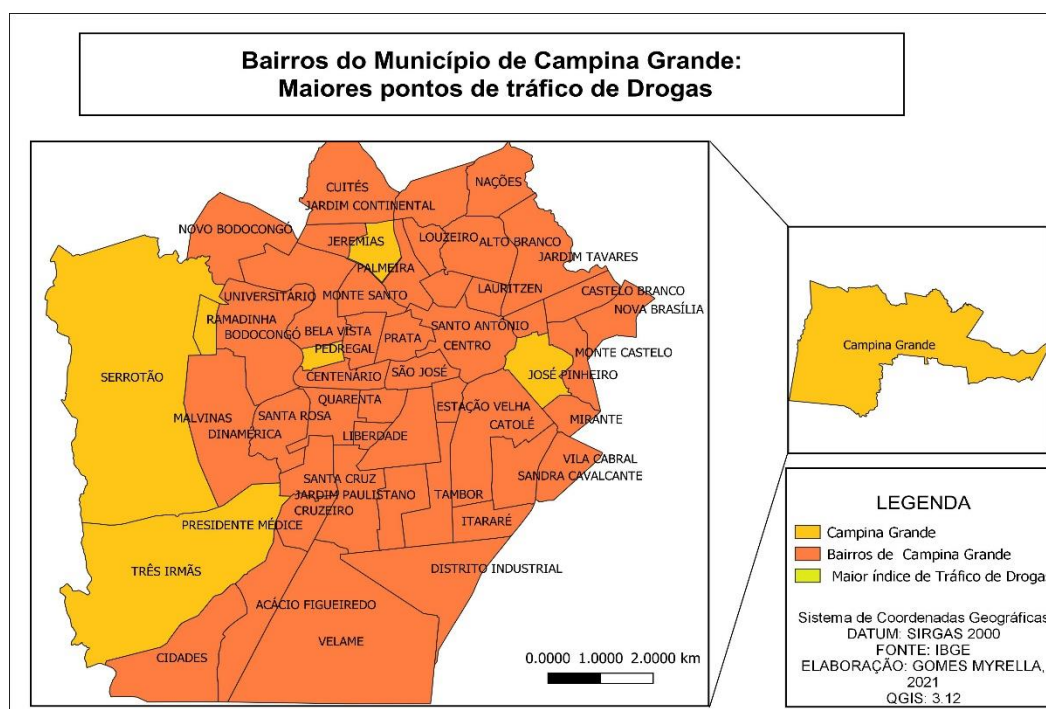 Bairros do Município de Campina Grande:
Maiores pontos de tráfico de Drogas
CUITÉS
NAÇÕES
JARDIM CONTINENTAL
NOVO BODOCONGÓ
JEREMIAS
LOUZEIRO
ALTO BRANCO
JARDIM TAVARES
PALMEIRA
UNIVERSITÁRIO
MONTE SANTO
LAURITZEN
CASTELO BRANCO
NOVA BRASÍLIA
RAMADINHA
BODOCONGÓ
BELA VISTA
PRATA
SANTO ANTÔNIO
CENTRO
PEDREGAL
MONTE CASTELO
SERROTÃO
CENTENÁRIO
SÃO JOSÉ
JOSÉ PINHEIRO
QUARENTA
MALVINAS
SANTA ROSA
ESTAÇÃO VELHA
CATOLÉ
MIRANTE
DINAMÉRICA
LIBERDADE
VILA CABRAL
SANTA CRUZ
SANDRA CAVALCANTE
JARDIM PAULISTANO
TAMBOR
CRUZEIRO
PRESIDENTE MÉDICE
ITARARÉ
TRÊS IRMÃS
DISTRITO INDUSTRIAL
ACÁCIO FIGUEIREDO
VELAME
CIDADES
0.0000 1.0000 2.0000 km
Campina Grande
LEGENDA
Campina Grande
Bairros de Campina Grande
Maior índice de Tráfico de Drogas
Sistema de Coordenadas Geográficas
DATUM: SIRGAS 2000
FONTE: IBGE
ELABORAÇÃO: GOMES MYRELLA,
2021
QGIS: 3.12